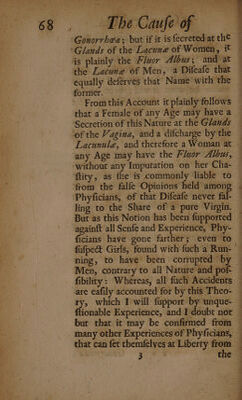 68 The Cauſe of
Gonorrhœa; but if it is ſecreted at the
Glands of the Lacunæ of Women, it
is plainly the Fluor Albus; and at
the Lacunæ of Men, a Diſeaſe that
equally deſerves that Name with the
former.
From this Account it plainly follows
that a Female of any Age may have a
Secretion of this Nature at the Glands
of the Vagina, and a diſcharge by the
Lacunulæ, and therefore a Woman at
any Age may have the Fluor Albus,
without any Imputation on her Cha-
ſtity, as ſhe is commonly liable to
from the falſe Opinions held among
Phyſicians, of that Diſeaſe never fal-
ling to the Share of a pure Virgin.
But as this Notion has been ſupported
againſt all Senſe and Experience, Phy-
ſicians have gone farther; even to
ſuſpect Girls, found with ſuch a Run-
ning, to have been corrupted by
Men, contrary to all Nature and poſ-
ſibility: Whereas, all ſuch Accidents
are eaſily accounted for by this Theo-
ry, which I will ſupport by unque-
ſtionable Experience, and I doubt not
but that it may be confirmed from
many other Experiences of Phyſicians,
that can ſet themſelves at Liberty from
3 the